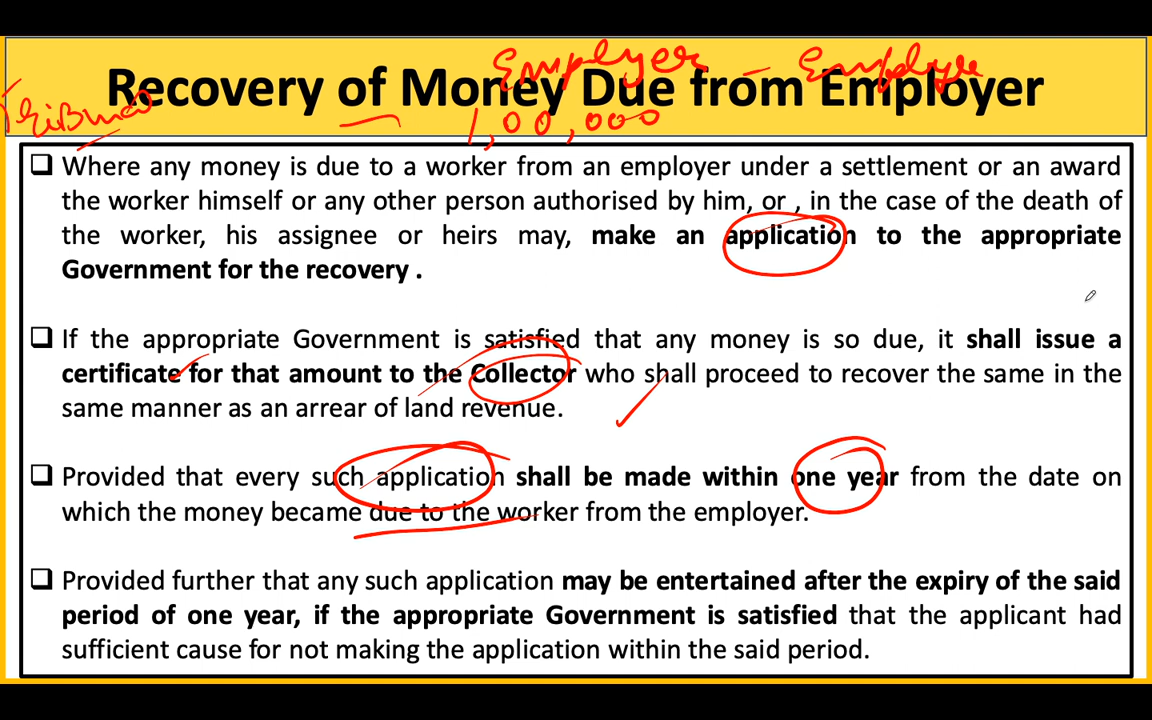 Employer - Employee
Recovery of Money Due from Employer
Tribunal
1,00,000
❑ Where any money is due to a worker from an employer under a settlement or an award
the worker himself or any other person authorised by him, or , in the case of the death of
the worker, his assignee or heirs may, make an application to the appropriate
Government for the recovery .
❑ If the appropriate Government is satisfied that any money is so due, it shall issue a
certificate for that amount to the Collector who shall proceed to recover the same in the
same manner as an arrear of land revenue.
❑ Provided that every such application shall be made within one year from the date on
which the money became due to the worker from the employer.
❑ Provided further that any such application may be entertained after the expiry of the said
period of one year, if the appropriate Government is satisfied that the applicant had
sufficient cause for not making the application within the said period.